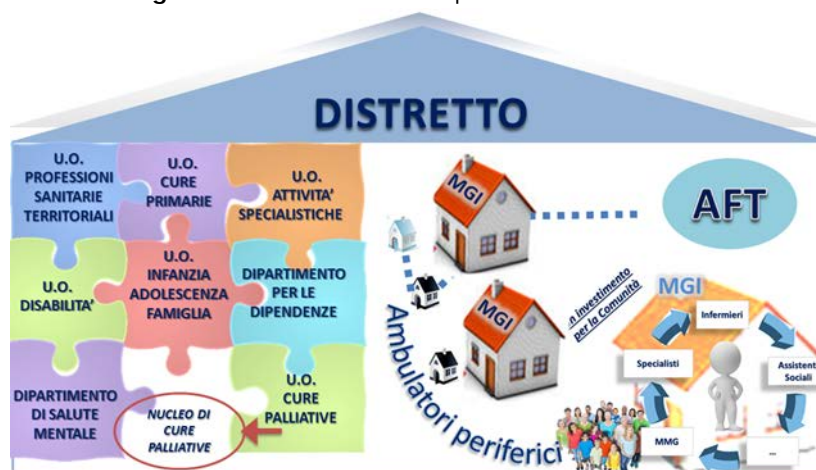 DISTRETTO
U.O.
PROFESSIONI
SANITARIE
TERRITORIALI
U.O.
CURE
PRIMARIE
U.O.
ATTIVITA'
SPECIALISTICHE
U.O.
DISABILITA'
U.O.
INFANZIA
ADOLESCENZA
FAMIGLIA
DIPARTIMENTO
PER LE
DIPENDENZE
DIPARTIMENTO
DI SALUTE
MENTALE
NUCLEO DI
CURE
PALLIATIVE
U.O.
CURE
PALLIATIVE
MGI
MGI
Ambulatori periferici
AFT
n investimento
per la Comunità
MGI
Infermieri
Specialisti
Assistent
Sociali
MMG
...